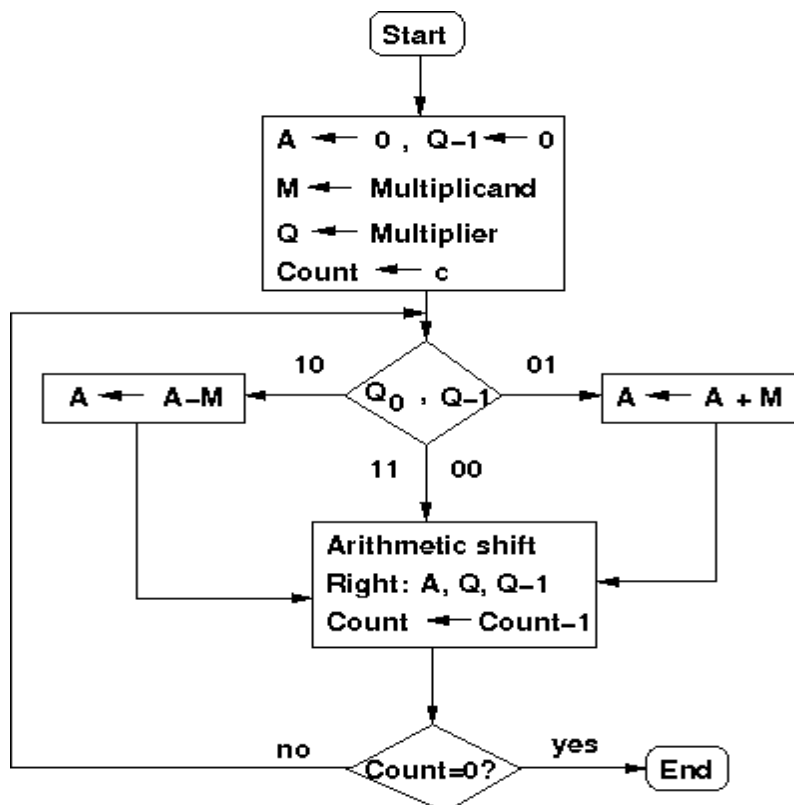 Start
A ← 0 , Q-1 ← 0
M ← Multiplicand
Q ← Multiplier
Count ← c
10
01
A ← A-M
Q0 , Q-1
A ← A + M
11
00
Arithmetic shift
Right: A, Q, Q-1
Count ← Count-1
no
yes
Count=0?
End